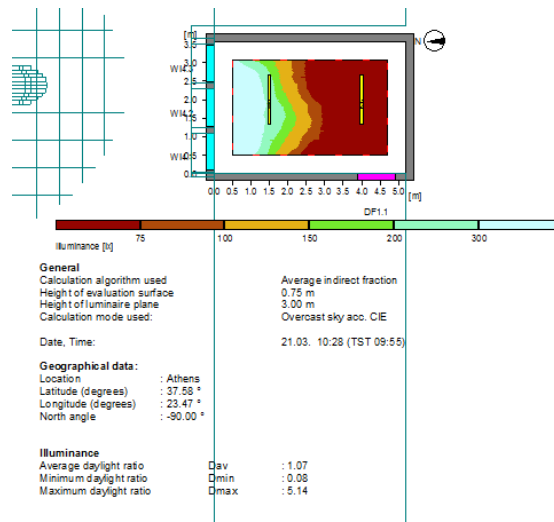 [m]
N
3.5
3.0
2.5
2.0
1.5
1.0
0.5
0.0
0.0 0.5 1.0 1.5 2.0 2.5 3.0 3.5 4.0 4.5 5.0 [m]
DF1.1
Illuminance [lx] 75 100 150 200 300
General
Calculation algorithm used Average indirect fraction
Height of evaluation surface 0.75 m
Height of luminaire plane 3.00 m
Calculation mode used: Overcast sky acc. CIE
Date, Time: 21.03. 10:28 (TST 09:55)
Geographical data:
Location : Athens
Latitude (degrees) : 37.58 °
Longitude (degrees) : 23.47 °
North angle : -90.00 °
Illuminance
Average daylight ratio Dav : 1.07
Minimum daylight ratio Dmin : 0.08
Maximum daylight ratio Dmax : 5.14